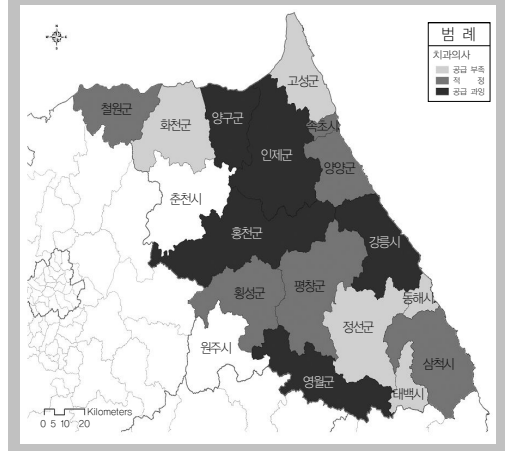 범 례
치과의사
공급 부족
적 정
공급 과잉
고성군
철원군
화천군
양구군
속초시
인제군
양양군
춘천시
홍천군
강릉시
횡성군
평창군
동해시
정선군
원주시
삼척시
영월군
태백시
Kilometers
0 5 10 20